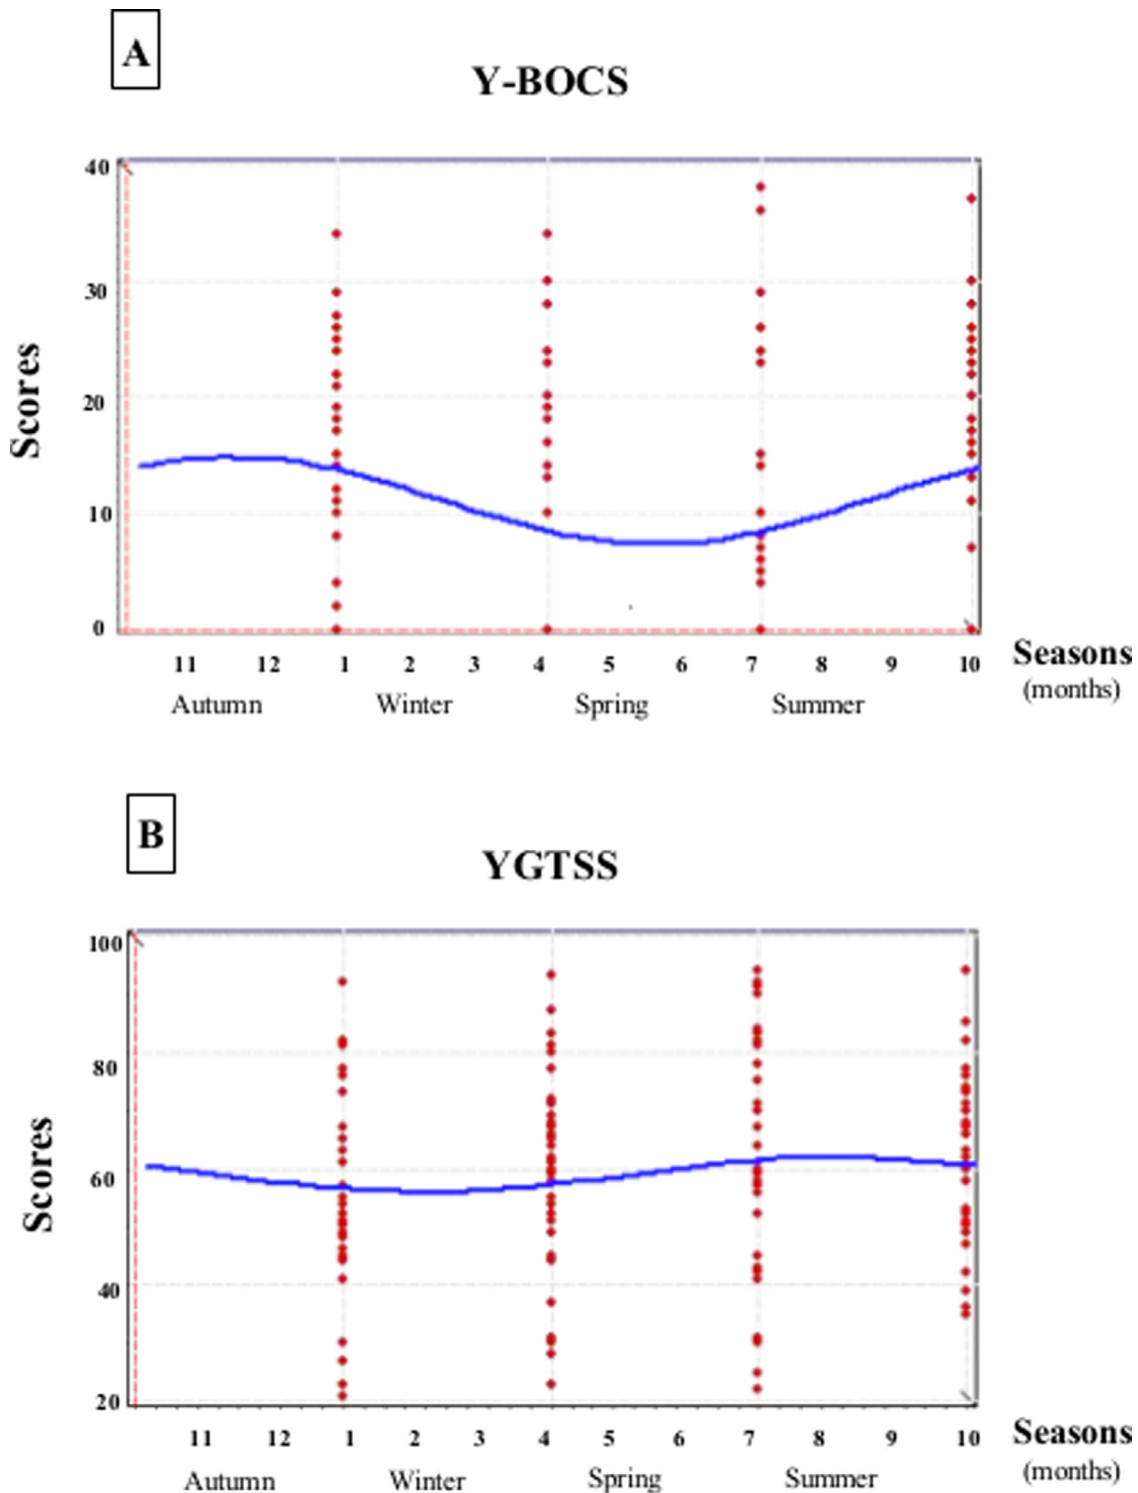 A
Y-BOCS
40
30
20
10
0
Scores
11 12 1 2 3 4 5 6 7 8 9 10
Autumn Winter Spring Summer
Seasons
(months)
B
YGTSS
100
80
60
40
20
Scores
11 12 1 2 3 4 5 6 7 8 9 10
Autumn Winter Spring Summer
Seasons
(months)